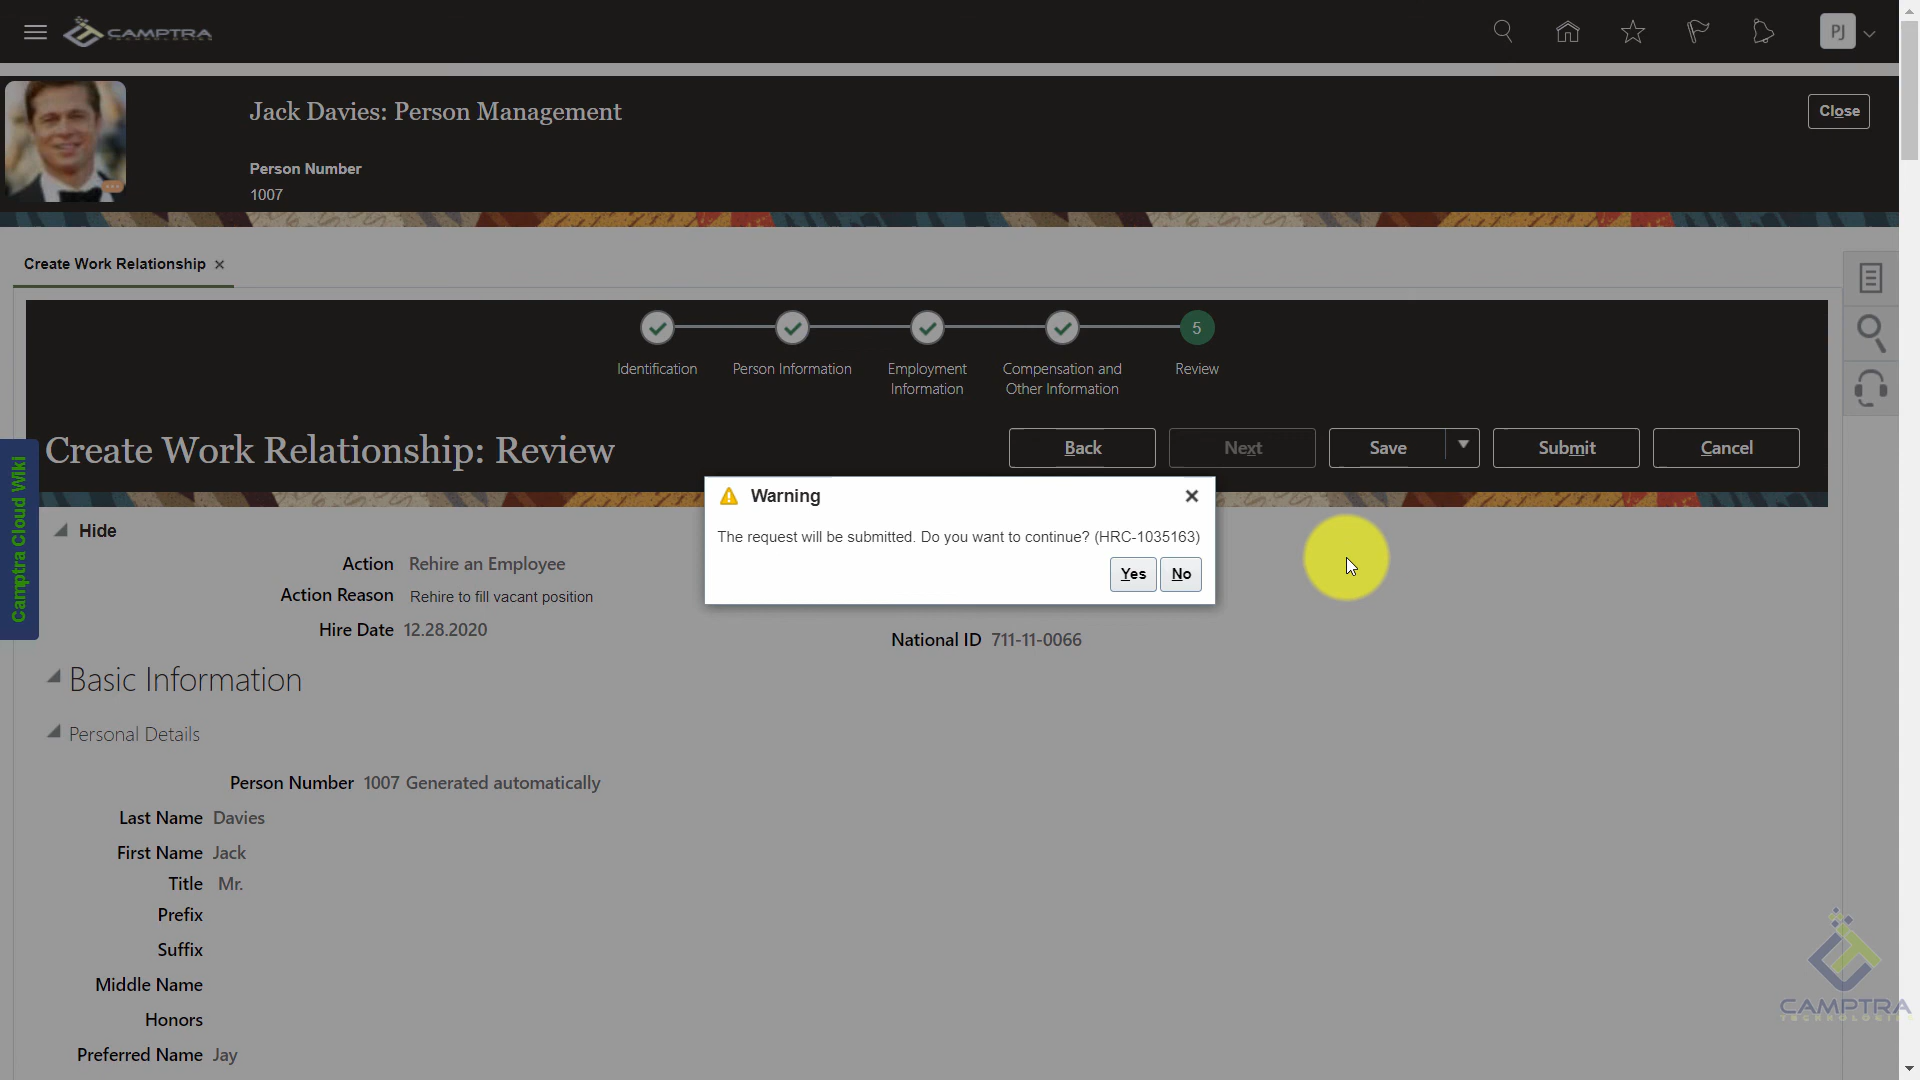 CAMPTRA
TECHNOLOGIES
PJ
Jack Davies: Person Management
Close
Person Number
1007
Create Work Relationship
5
Identification
Person Information
Employment
Information
Compensation and
Other Information
Review
Create Work Relationship: Review
Back
Next
Save
Submit
Cancel
Camptra Cloud Wiki
Warning
The request will be submitted. Do you want to continue? (HRC-1035163)
Yes
No
Hide
Action Rehire an Employee
Action Reason Rehire to fill vacant position
Hire Date 12.28.2020
National ID 711-11-0066
Basic Information
Personal Details
Person Number 1007 Generated automatically
Last Name Davies
First Name Jack
Title Mr.
Prefix
Suffix
Middle Name
Honors
Preferred Name Jay
CAMPTRA